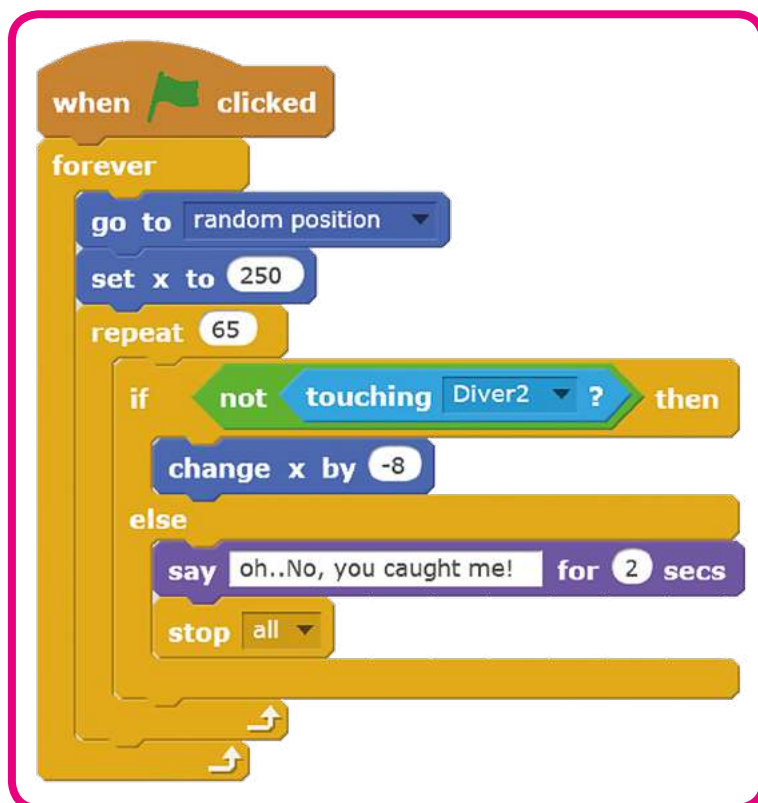 when clicked
forever
go to random position
set x to 250
repeat 65
if not touching Diver2 ? then
change x by -8
else
say oh..No, you caught me! for 2 secs
stop all